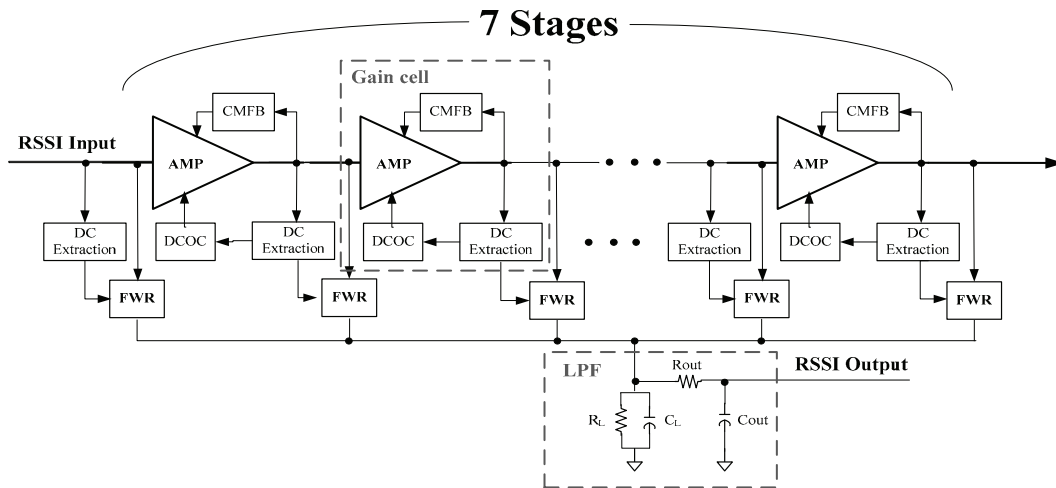 7 Stages
Gain cell
CMFB
CMFB
CMFB
RSSI Input
AMP
AMP
AMP
DC
Extraction
DCOC
DC
Extraction
DCOC
DC
Extraction
DC
Extraction
DCOC
DC
Extraction
FWR
FWR
FWR
FWR
FWR
LPF
Rout
RSSI Output
RL
CL
Cout